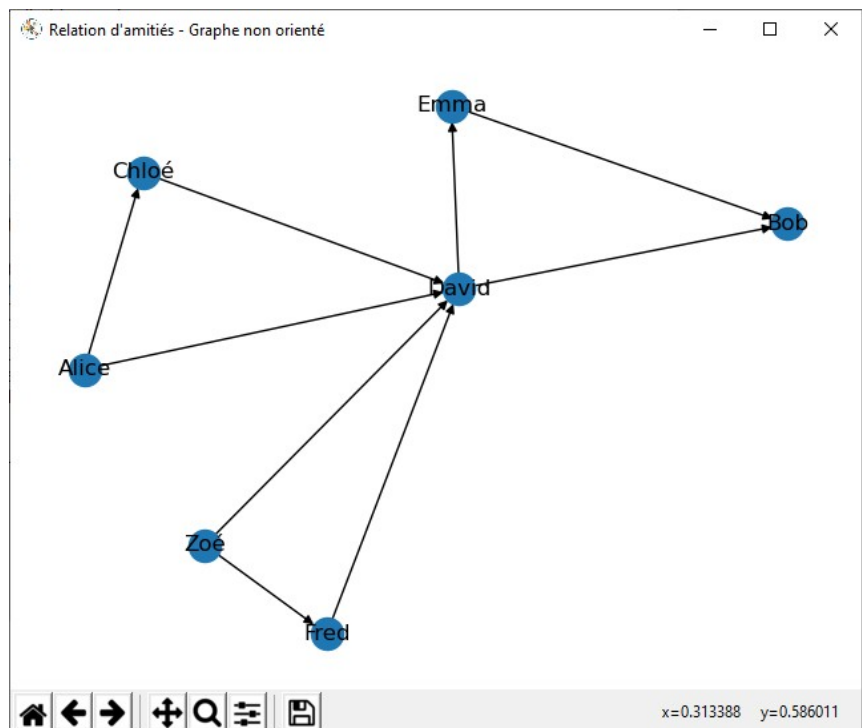 Relation d'amitiés - Graphe non orienté
Emma
Chloé
Bob
David
Alice
Zoé
Fred
x=0.313388 y=0.586011